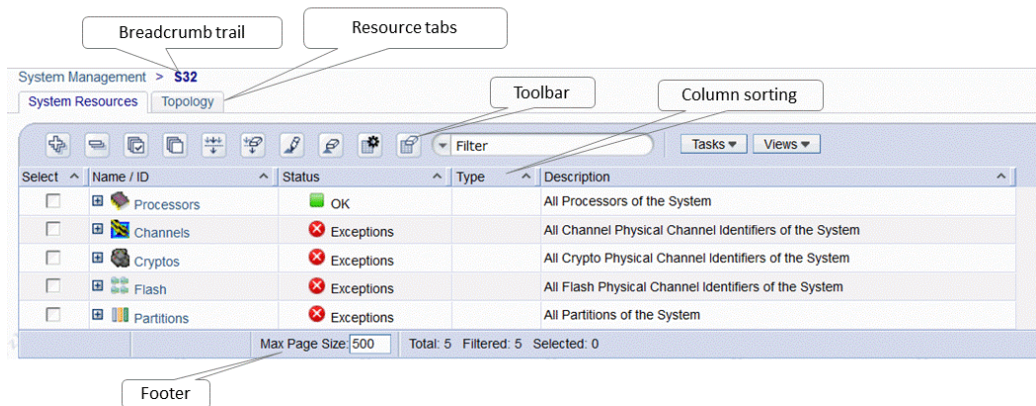 Breadcrumb trail
Resource tabs
System Management > S32
System Resources Topology
Toolbar
Column sorting
Filter Tasks Views
Select Name / ID Status Type Description
Processors OK All Processors of the System
Channels Exceptions All Channel Physical Channel Identifiers of the System
Cryptos Exceptions All Crypto Physical Channel Identifiers of the System
Flash Exceptions All Flash Physical Channel Identifiers of the System
Partitions Exceptions All Partitions of the System
Max Page Size: 500 Total: 5 Filtered: 5 Selected: 0
Footer